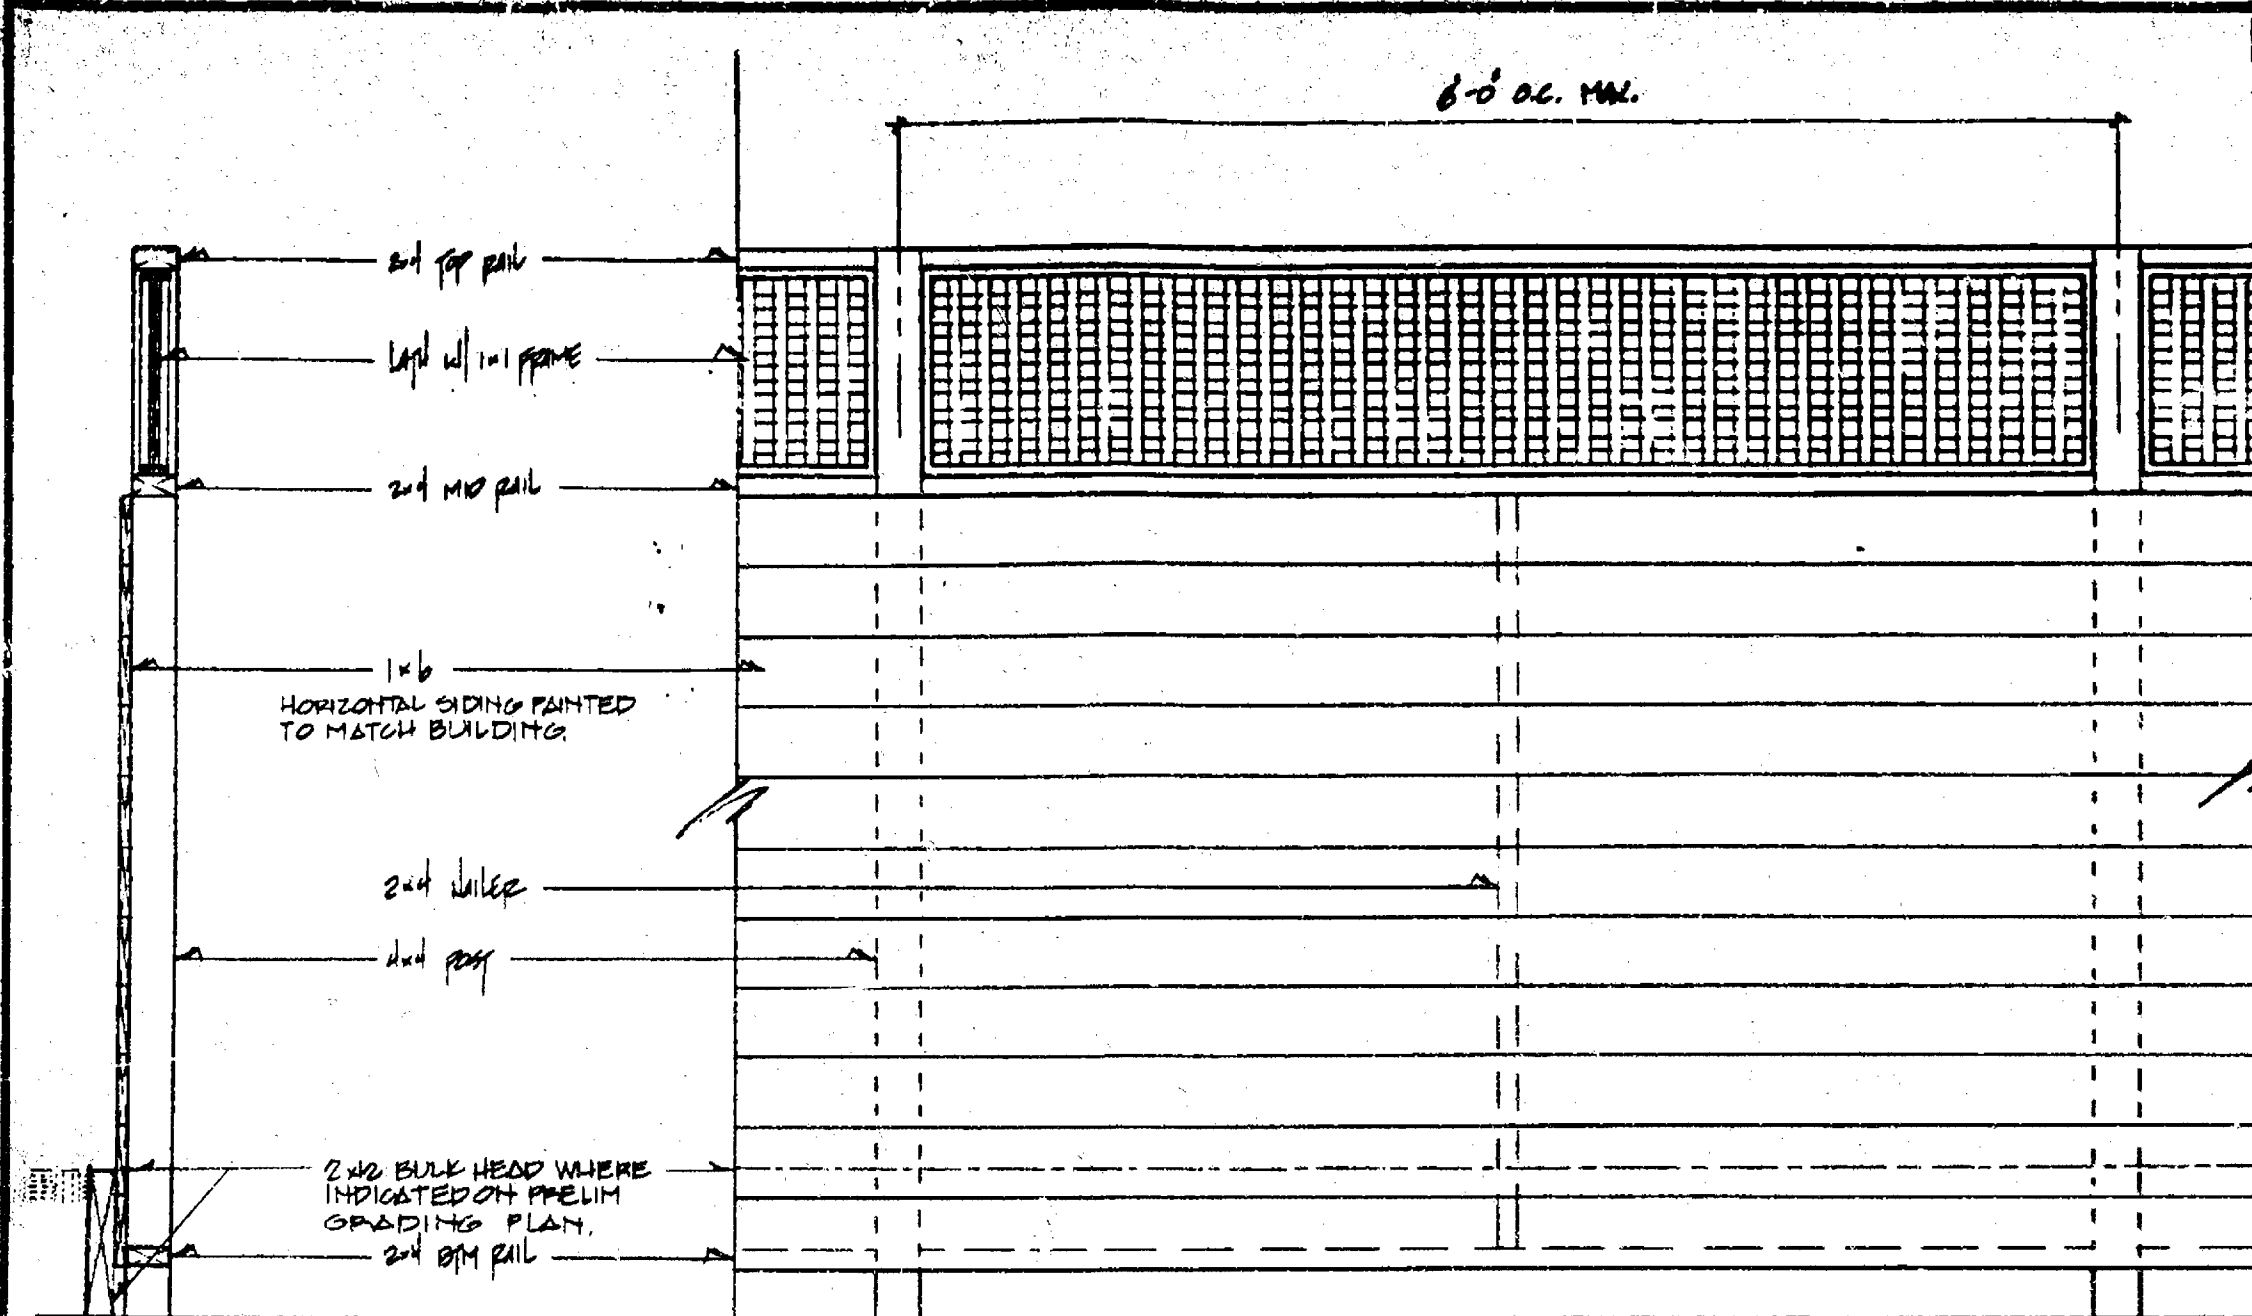 6'-0" O.C. MAX.
2x4 TOP RAIL
LATH W/ 1x1 FRAME
2x4 MID RAIL
1x6
HORIZONTAL SIDING PAINTED
TO MATCH BUILDING.
2x4 NAILER
4x4 POST
2x12 BULK HEAD WHERE
INDICATED ON PRELIM
GRADING PLAN.
2x4 BTM RAIL